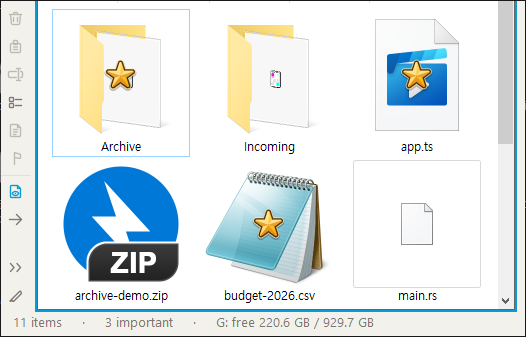 Archive
Incoming
app.ts
ZIP
archive-demo.zip
budget-2026.csv
main.rs
11 items · 3 important · G: free 220.6 GB / 929.7 GB